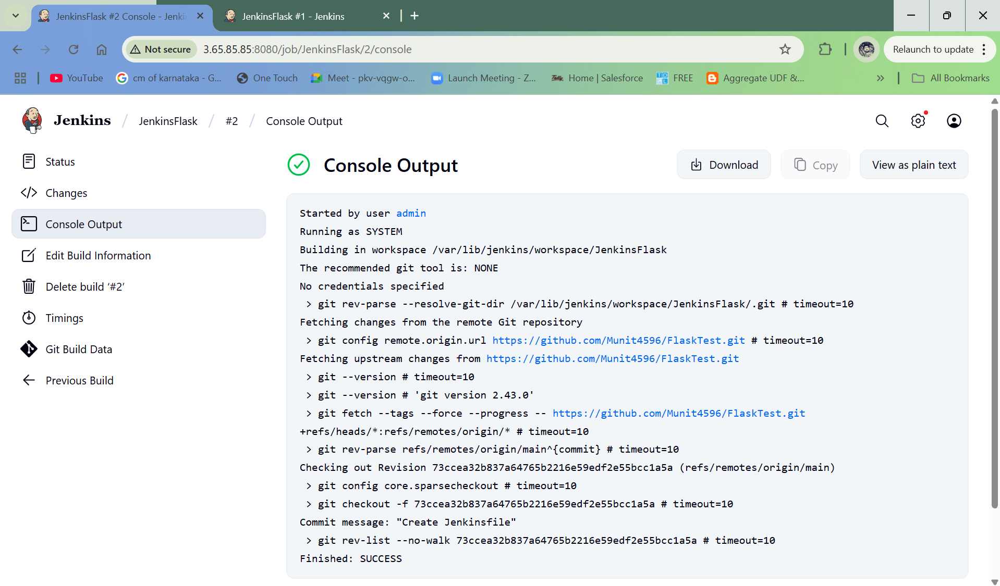 JenkinsFlask #2 Console - Jenki
JenkinsFlask #1 - Jenkins
Not secure
3.65.85.85:8080/job/JenkinsFlask/2/console
Relaunch to update
YouTube
cm of karnataka - G...
One Touch
Meet - pkv-vqgw-o...
Launch Meeting - Z...
Home | Salesforce
FREE
Aggregate UDF &...
All Bookmarks
Jenkins / JenkinsFlask / #2 / Console Output
Status
Changes
Console Output
Edit Build Information
Delete build ‘#2’
Timings
Git Build Data
Previous Build
Console Output
Download
Copy
View as plain text
Started by user admin
Running as SYSTEM
Building in workspace /var/lib/jenkins/workspace/JenkinsFlask
The recommended git tool is: NONE
No credentials specified
 > git rev-parse --resolve-git-dir /var/lib/jenkins/workspace/JenkinsFlask/.git # timeout=10
Fetching changes from the remote Git repository
 > git config remote.origin.url https://github.com/Munit4596/FlaskTest.git # timeout=10
Fetching upstream changes from https://github.com/Munit4596/FlaskTest.git
 > git --version # timeout=10
 > git --version # 'git version 2.43.0'
 > git fetch --tags --force --progress -- https://github.com/Munit4596/FlaskTest.git
+refs/heads/*:refs/remotes/origin/* # timeout=10
 > git rev-parse refs/remotes/origin/main^{commit} # timeout=10
Checking out Revision 73ccea32b837a64765b2216e59edf2e55bcc1a5a (refs/remotes/origin/main)
 > git config core.sparsecheckout # timeout=10
 > git checkout -f 73ccea32b837a64765b2216e59edf2e55bcc1a5a # timeout=10
Commit message: "Create Jenkinsfile"
 > git rev-list --no-walk 73ccea32b837a64765b2216e59edf2e55bcc1a5a # timeout=10
Finished: SUCCESS